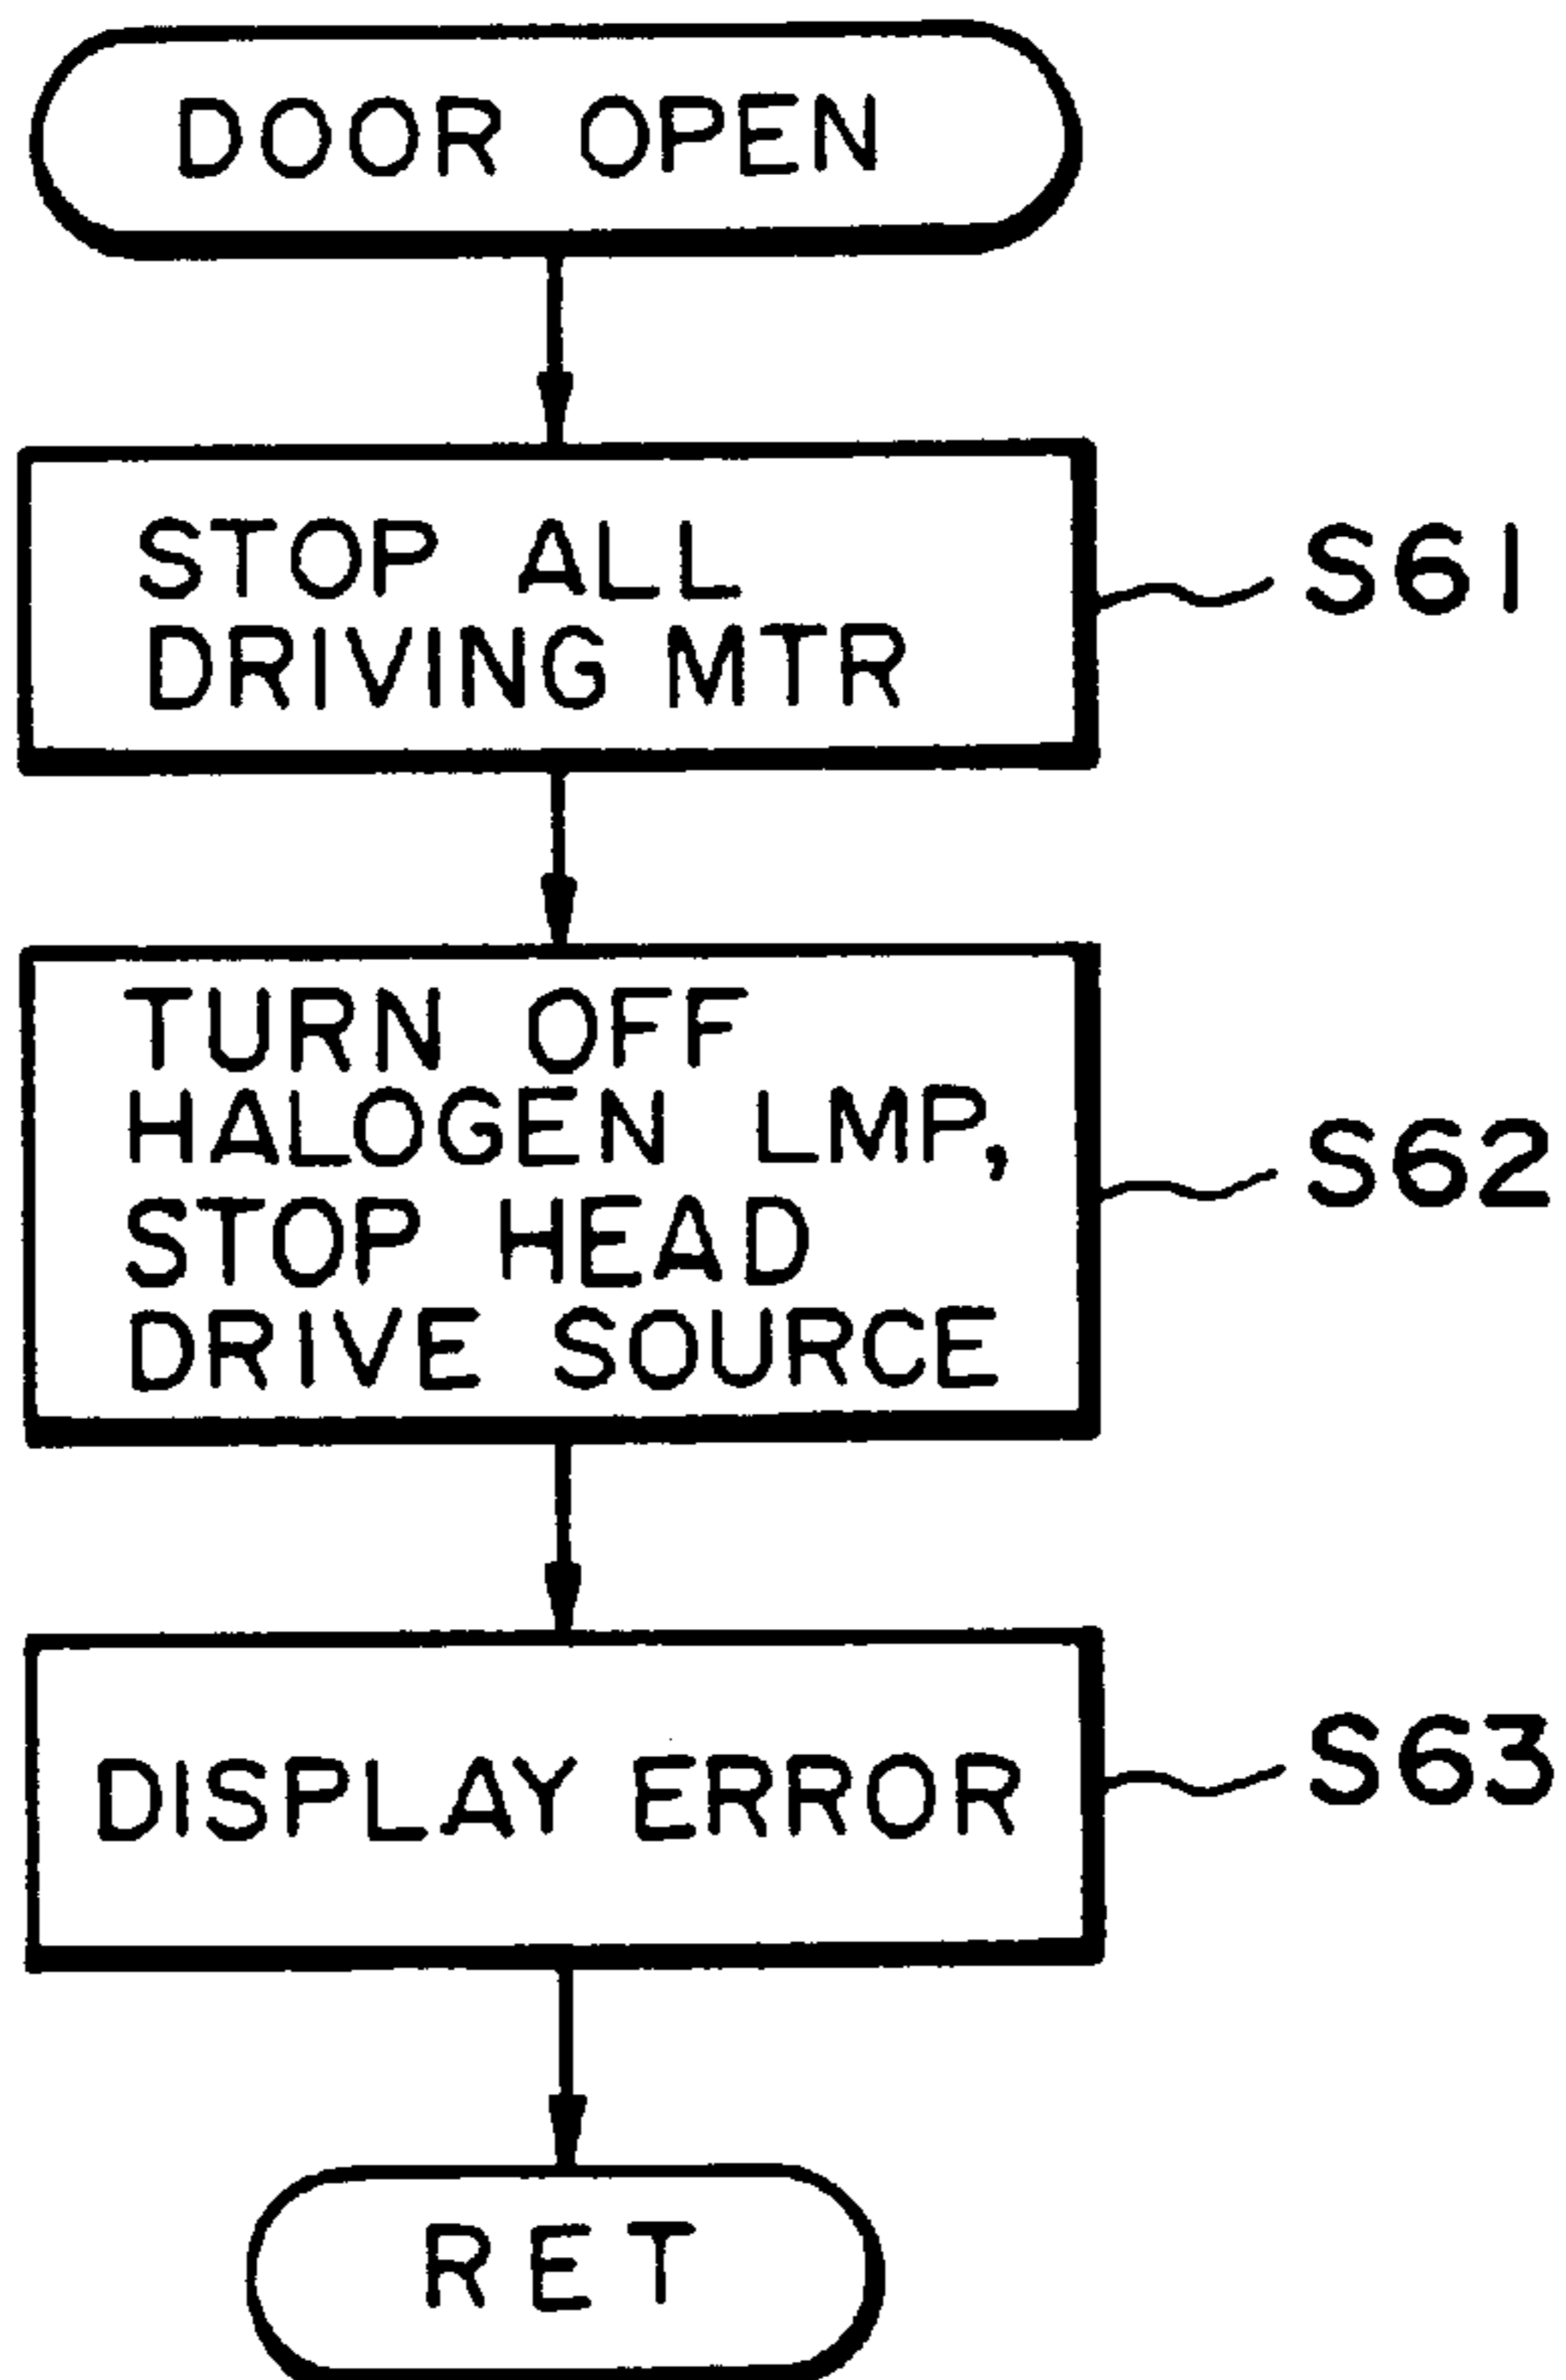 DOOR OPEN
STOP ALL
DRIVING MTR
S61
TURN OFF
HALOGEN LMP,
STOP HEAD
DRIVE SOURCE
S62
DISPLAY ERROR
S63
RET